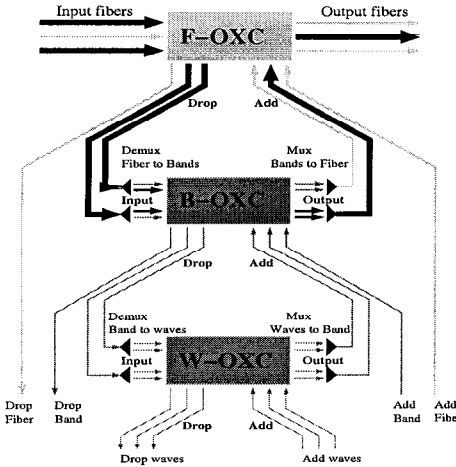 Input fibers Output fibers
F-OXC
Drop Add
Demux Mux
Fiber to Bands Bands to Fiber
Input B-OXC Output
Drop Add
Demux Mux
Band to waves Waves to Band
Input W-OXC Output
Drop Drop Add Add
Fiber Band Drop Add Band Fiber
Drop waves Add waves